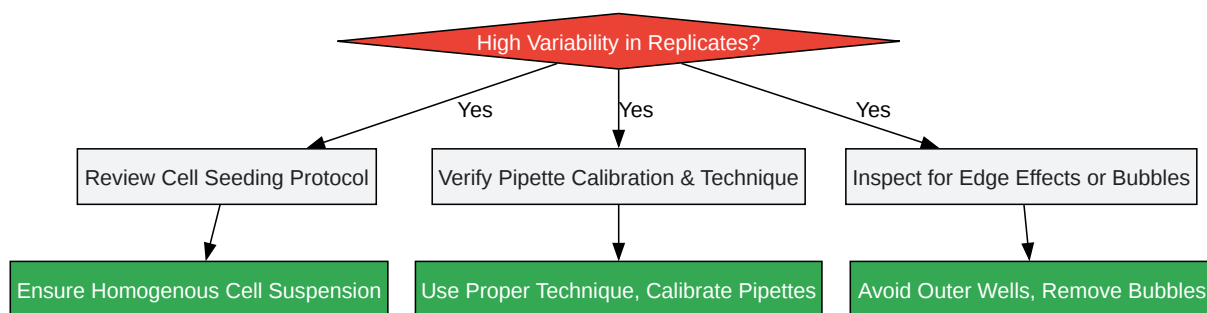 High Variability in Replicates?
Yes
Yes
Yes
Review Cell Seeding Protocol
Verify Pipette Calibration & Technique
Inspect for Edge Effects or Bubbles
Ensure Homogenous Cell Suspension
Use Proper Technique, Calibrate Pipettes
Avoid Outer Wells, Remove Bubbles